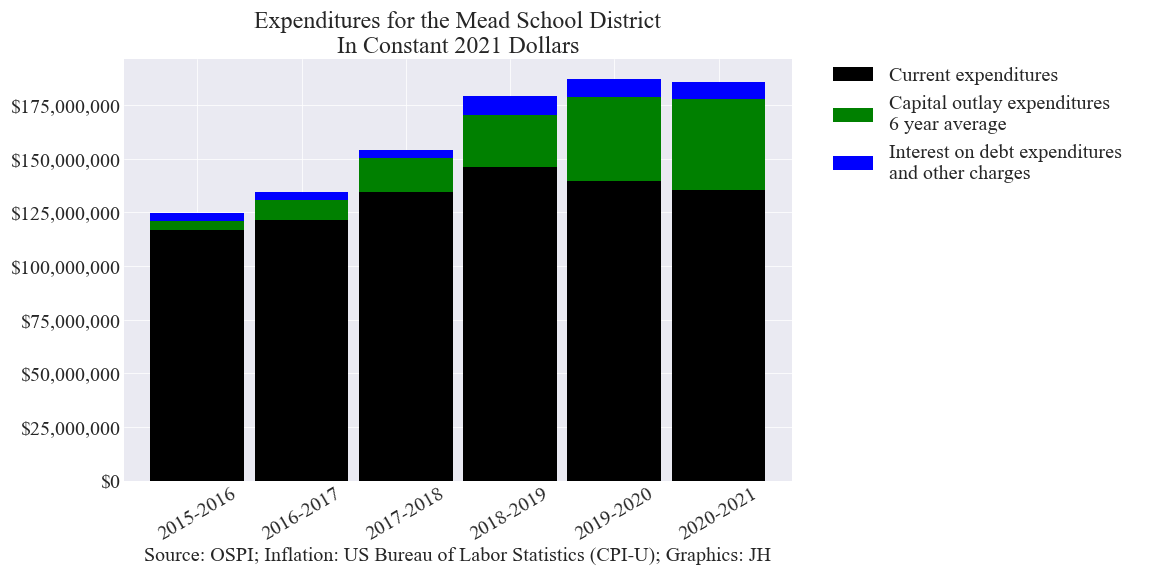 Expenditures for the Mead School District
In Constant 2021 Dollars
Current expenditures
Capital outlay expenditures
6 year average
Interest on debt expenditures
and other charges
$175,000,000
$150,000,000
$125,000,000
$100,000,000
$75,000,000
$50,000,000
$25,000,000
$0
2015-2016
2016-2017
2017-2018
2018-2019
2019-2020
2020-2021
Source: OSPI; Inflation: US Bureau of Labor Statistics (CPI-U); Graphics: JH